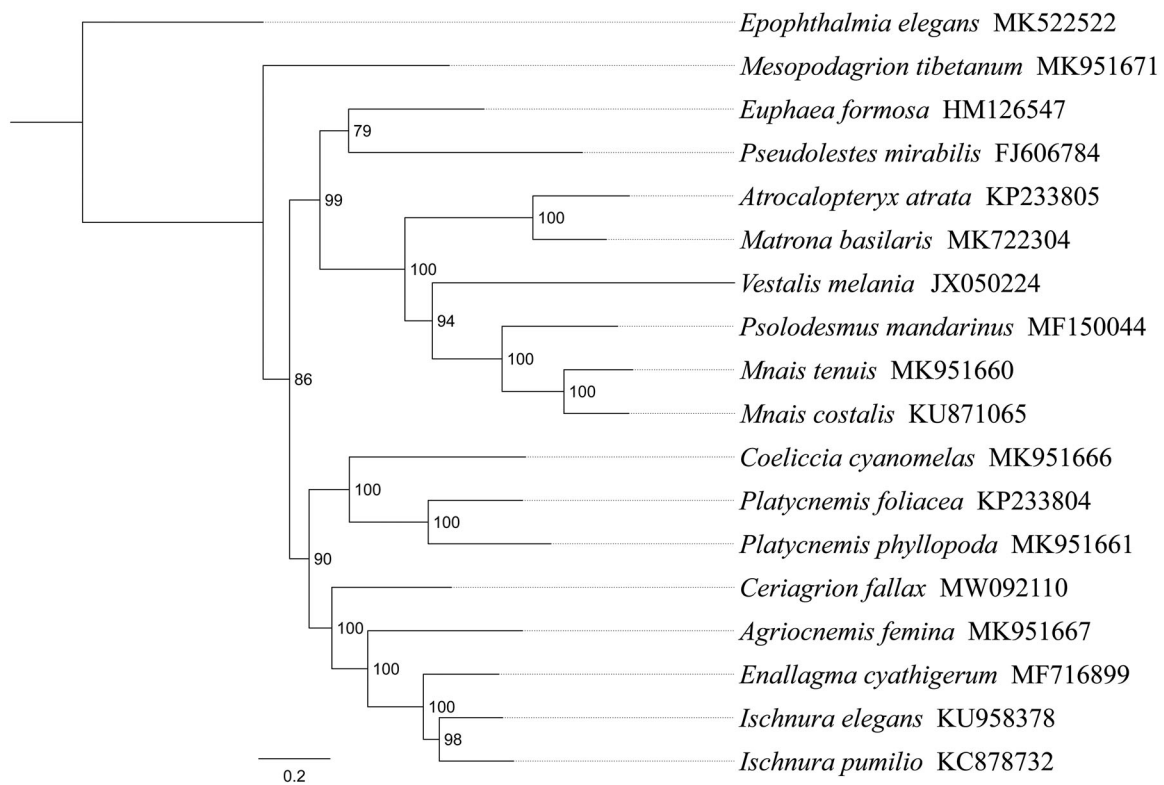 Epophthalmia elegans MK522522
Mesopodagrion tibetanum MK951671
Euphaea formosa HM126547
79
Pseudolestes mirabilis FJ606784
99
Atrocalopteryx atrata KP233805
100
Matrona basilaris MK722304
100
Vestalis melania JX050224
94
Psolodesmus mandarinus MF150044
100
Mnais tenuis MK951660
86
100
Mnais costalis KU871065
Coeliccia cyanomelas MK951666
100
Platycnemis foliacea KP233804
100
Platycnemis phyllopoda MK951661
90
Ceriagrion fallax MW092110
100
Agriocnemis femina MK951667
100
Enallagma cyathigerum MF716899
100
Ischnura elegans KU958378
98
Ischnura pumilio KC878732
0.2